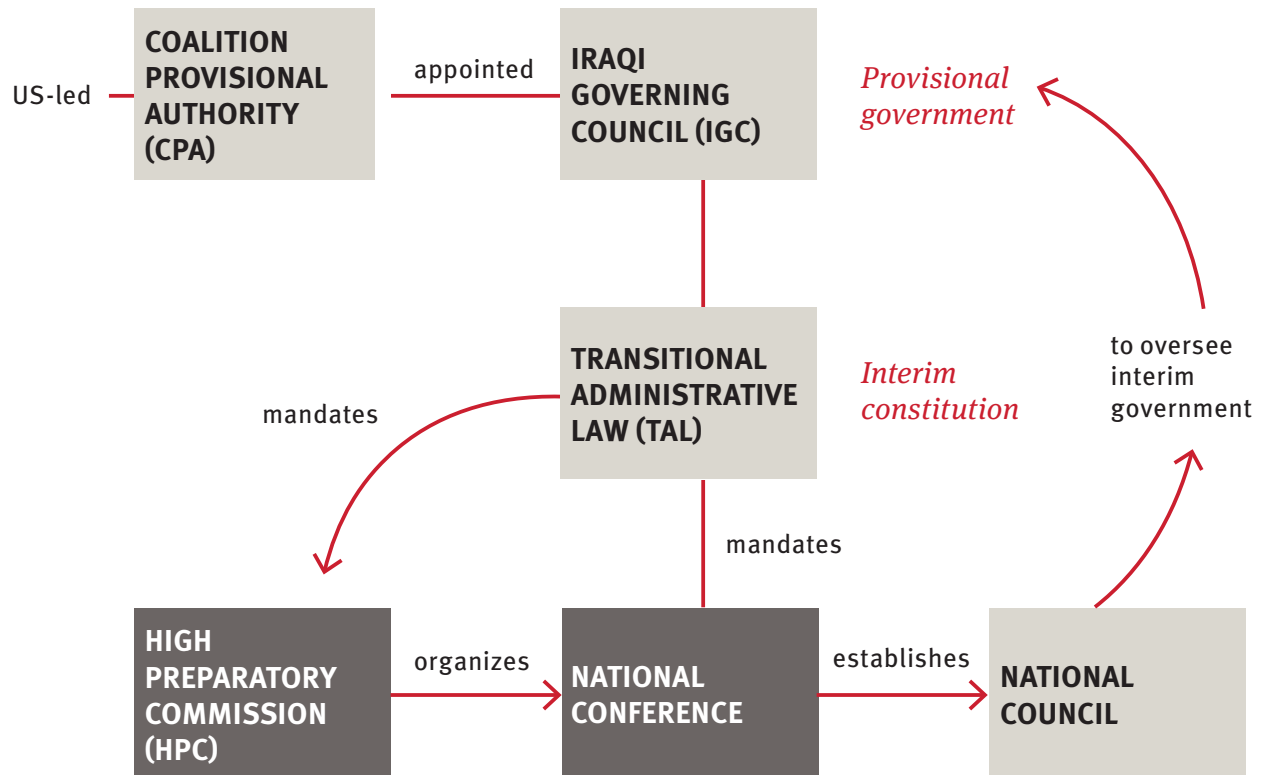 US-led
COALITION
PROVISIONAL
AUTHORITY
(CPA)
appointed
IRAQI
GOVERNING
COUNCIL (IGC)
Provisional
government
TRANSITIONAL
ADMINISTRATIVE
LAW (TAL)
Interim
constitution
to oversee
interim
government
mandates
mandates
HIGH
PREPARATORY
COMMISSION
(HPC)
organizes
NATIONAL
CONFERENCE
establishes
NATIONAL
COUNCIL